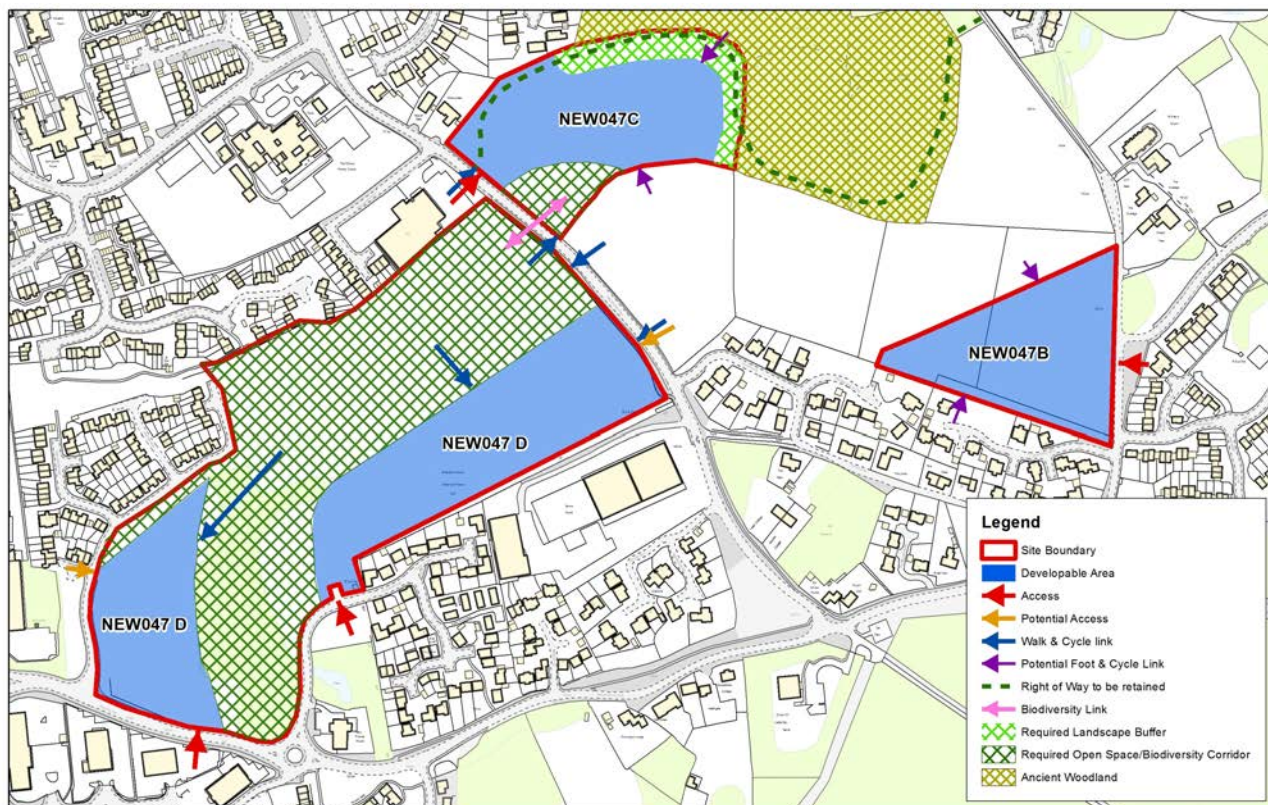 NEW047C
NEW047B
NEW047 D
NEW047 D
Legend
Site Boundary
Developable Area
Access
Potential Access
Walk & Cycle link
Potential Foot & Cycle Link
Right of Way to be retained
Biodiversity Link
Required Landscape Buffer
Required Open Space/Biodiversity Corridor
Ancient Woodland